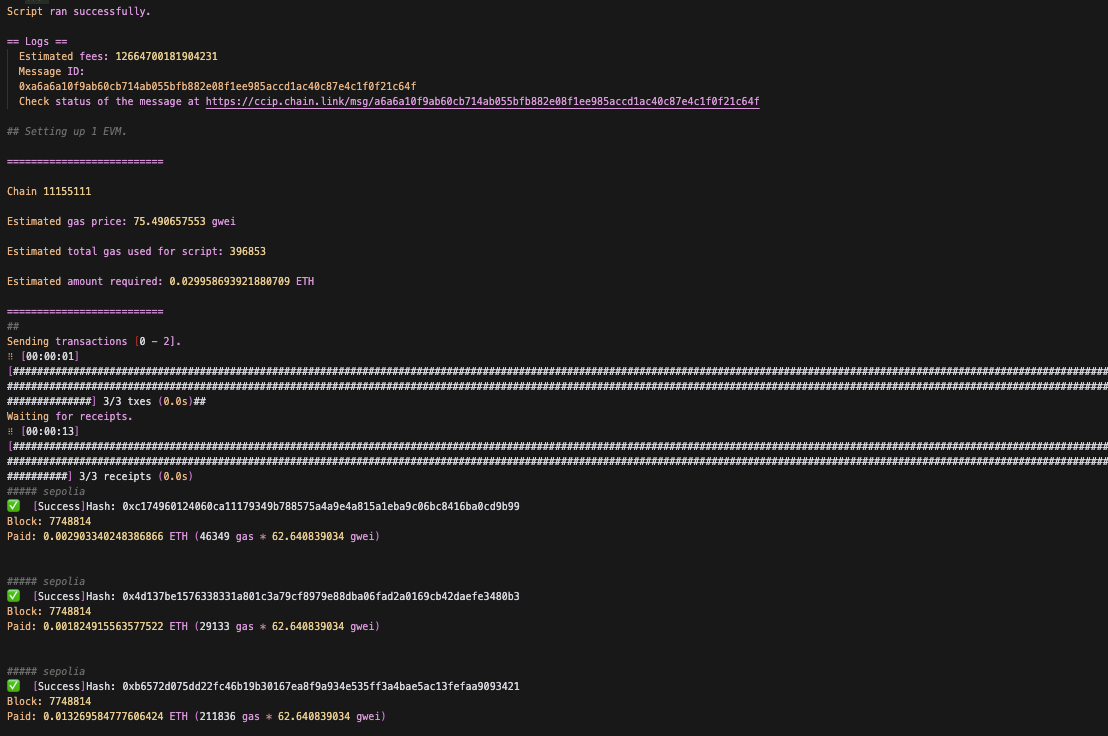 Script ran successfully.
== Logs ==
Estimated fees: 12664700181904231
Message ID:
0xa6a6a10f9ab60cb714ab055bfb882e08f1ee985accd1ac40c87e4c1f0f21c64f
Check status of the message at https://ccip.chain.link/msg/a6a6a10f9ab60cb714ab055bfb882e08f1ee985accd1ac40c87e4c1f0f21c64f
## Setting up 1 EVM.
==========================
Chain 11155111
Estimated gas price: 75.490657553 gwei
Estimated total gas used for script: 396853
Estimated amount required: 0.029958693921880709 ETH
==========================
##
Sending transactions [0 - 2].
⠿ [00:00:01]
[########################################################################################################################################################################################
########################################################################################################################################################################################
##############] 3/3 txes (0.0s)##
Waiting for receipts.
⠿ [00:00:13]
[########################################################################################################################################################################################
########################################################################################################################################################################################
##########] 3/3 receipts (0.0s)
##### sepolia
✅ [Success]Hash: 0xc174960124060ca11179349b788575a4a9e4a815a1eba9c06bc8416ba0cd9b99
Block: 7748814
Paid: 0.002903340248386866 ETH (46349 gas * 62.640839034 gwei)
##### sepolia
✅ [Success]Hash: 0x4d137be1576338331a801c3a79cf8979e88dba06fad2a0169cb42daefe3480b3
Block: 7748814
Paid: 0.001824915563577522 ETH (29133 gas * 62.640839034 gwei)
##### sepolia
✅ [Success]Hash: 0xb6572d075dd22fc46b19b30167ea8f9a934e535ff3a4bae5ac13fefaa9093421
Block: 7748814
Paid: 0.013269584777606424 ETH (211836 gas * 62.640839034 gwei)